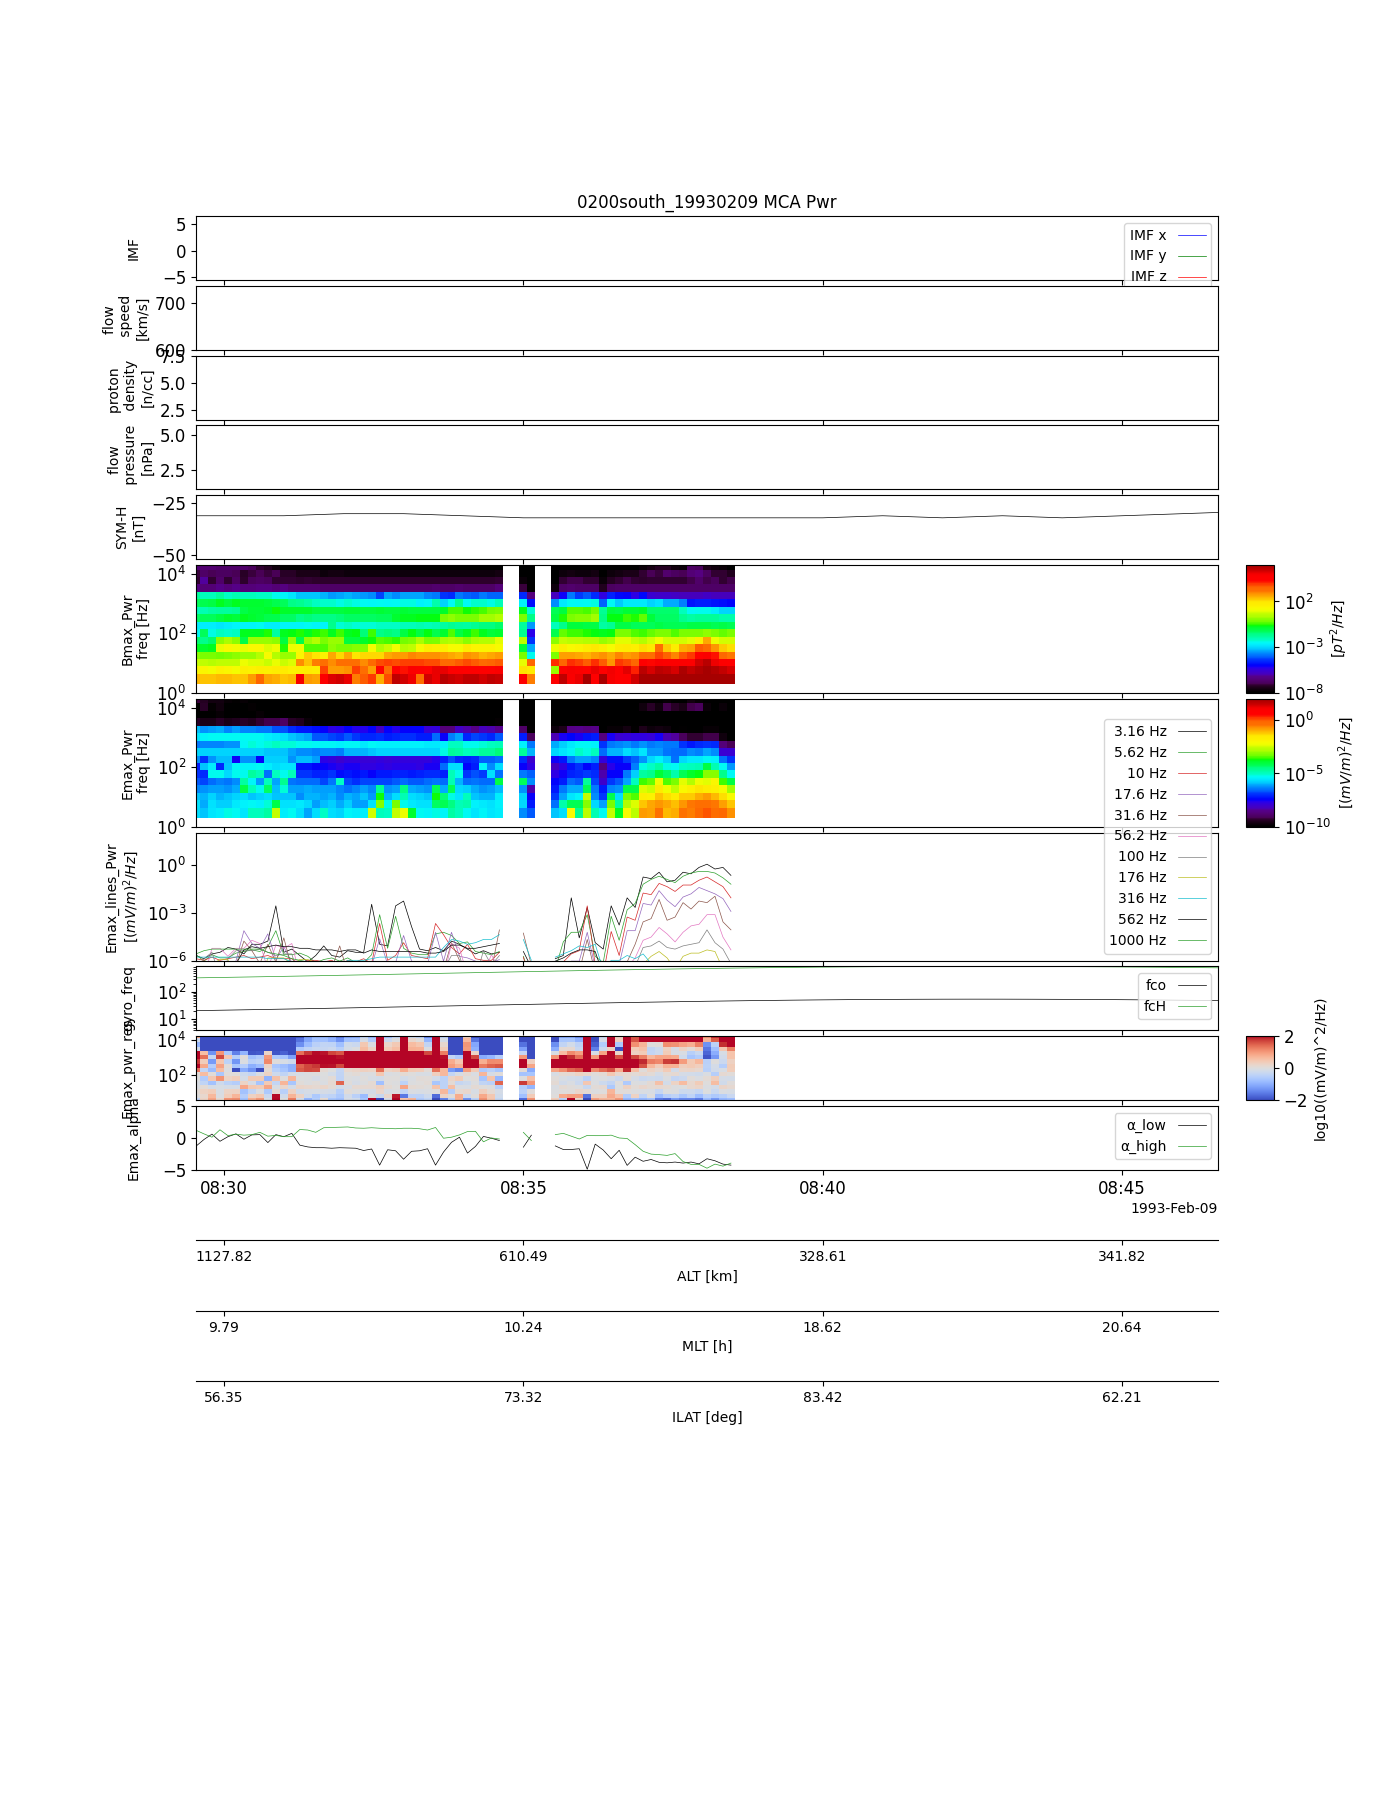 0200south_19930209 MCA Pwr
5
0
−5
IMF
IMF x
IMF y
IMF z
700
600
flow
speed
[km/s]
7.5
5.0
2.5
proton
density
[n/cc]
5.0
2.5
flow
pressure
[nPa]
−25
−50
SYM-H
[nT]
10^4
10^2
10^0
Bmax_Pwr
freq [Hz]
10^2
10^−3
10^−8
[pT^2/Hz]
10^4
10^2
10^0
Emax_Pwr
freq [Hz]
10^0
10^−5
10^−10
[(mV/m)^2/Hz]
3.16 Hz
5.62 Hz
10 Hz
17.6 Hz
31.6 Hz
56.2 Hz
100 Hz
176 Hz
316 Hz
562 Hz
1000 Hz
10^0
10^−3
10^−6
Emax_lines_Pwr
[(mV/m)^2/Hz]
10^2
10^1
gyro_freq
fco
fcH
10^4
10^2
Emax_pwr_res
2
0
−2
log10((mV/m)^2/Hz)
5
0
−5
Emax_alpha
α_low
α_high
08:30 08:35 08:40 08:45
1993-Feb-09
1127.82 610.49 328.61 341.82
ALT [km]
9.79 10.24 18.62 20.64
MLT [h]
56.35 73.32 83.42 62.21
ILAT [deg]